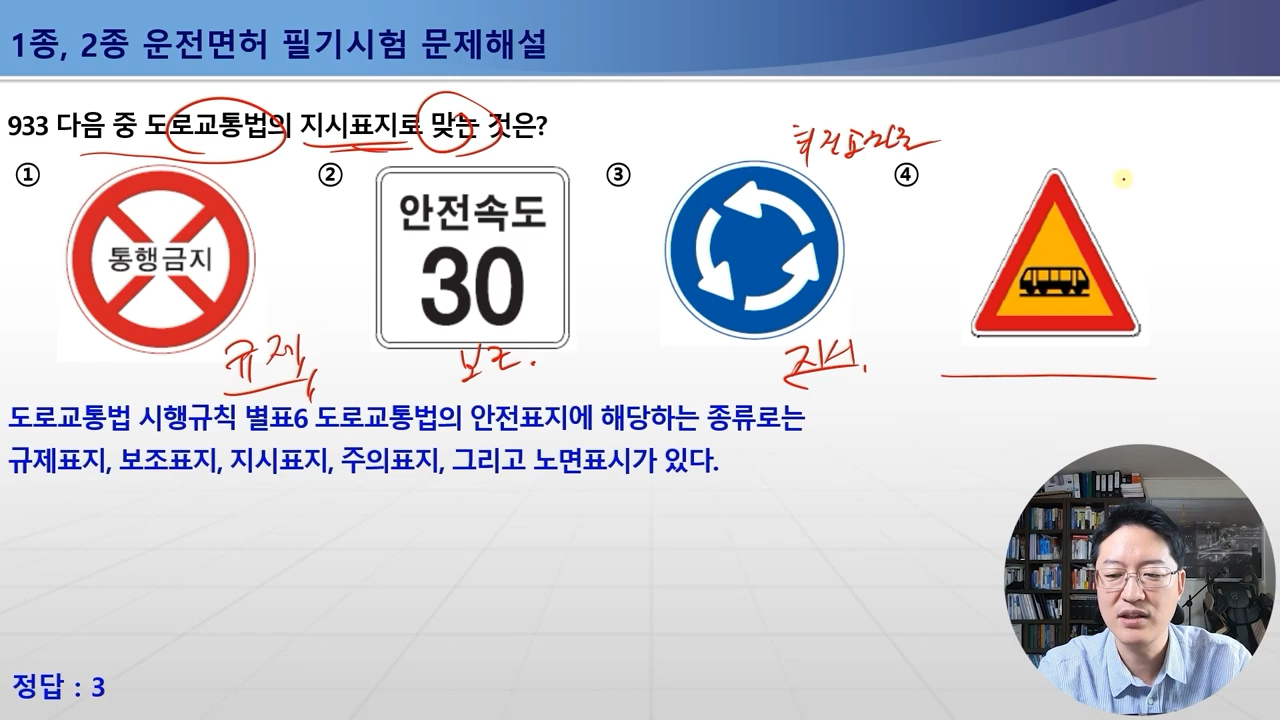 1종, 2종 운전면허 필기시험 문제해설
933 다음 중 도로교통법의 지시표지로 맞는 것은?
① ② ③ ④
통행금지
안전속도
30
규제,
보조.
지시.
도로교통법 시행규칙 별표6 도로교통법의 안전표지에 해당하는 종류로는
규제표지, 보조표지, 지시표지, 주의표지, 그리고 노면표시가 있다.
정답 : 3